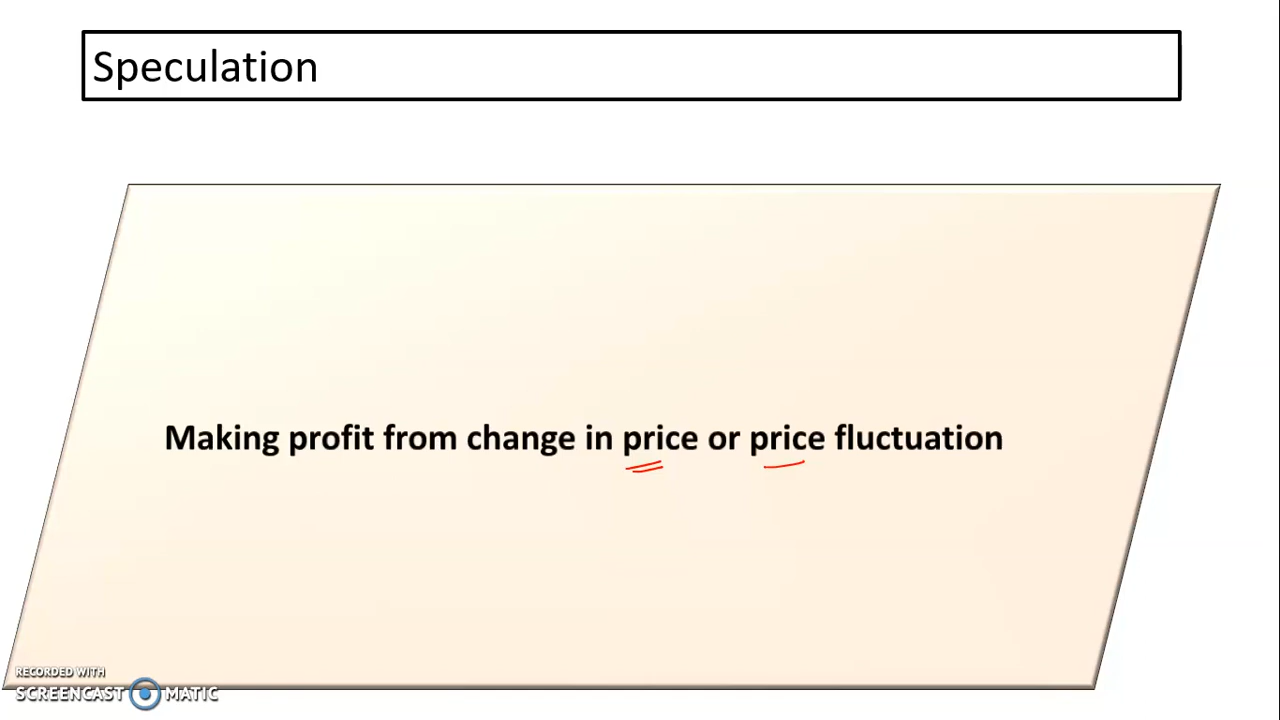 Speculation
Making profit from change in price or price fluctuation
RECORDED WITH
SCREENCAST MATIC